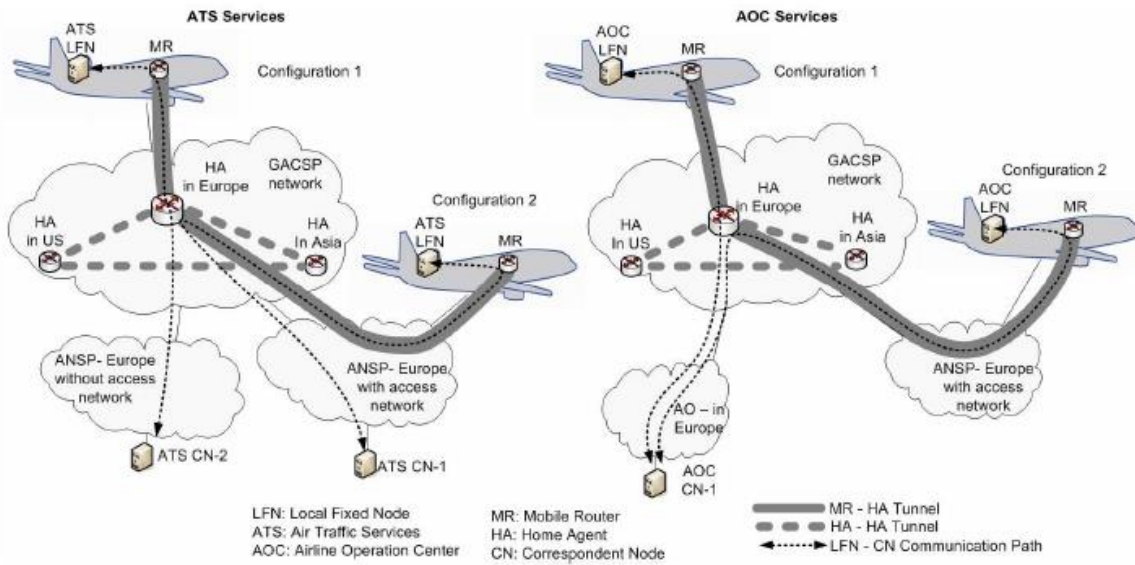 ATS Services
AOC Services
ATS
LFN
MR
Configuration 1
AOC
LFN
MR
Configuration 1
HA
in Europe
GACSP
network
Configuration 2
HA
in US
HA
In Asia
ATS
LFN
MR
HA
in Europe
GACSP
network
Configuration 2
AOC
LFN
MR
HA
In US
HA
in Asia
ANSP- Europe
without access
network
ANSP- Europe
with access
network
ATS CN-2
ATS CN-1
AO – in
Europe
ANSP- Europe
with access
network
AOC
CN-1
LFN: Local Fixed Node
ATS: Air Traffic Services
AOC: Airline Operation Center
MR: Mobile Router
HA: Home Agent
CN: Correspondent Node
MR - HA Tunnel
HA - HA Tunnel
LFN - CN Communication Path